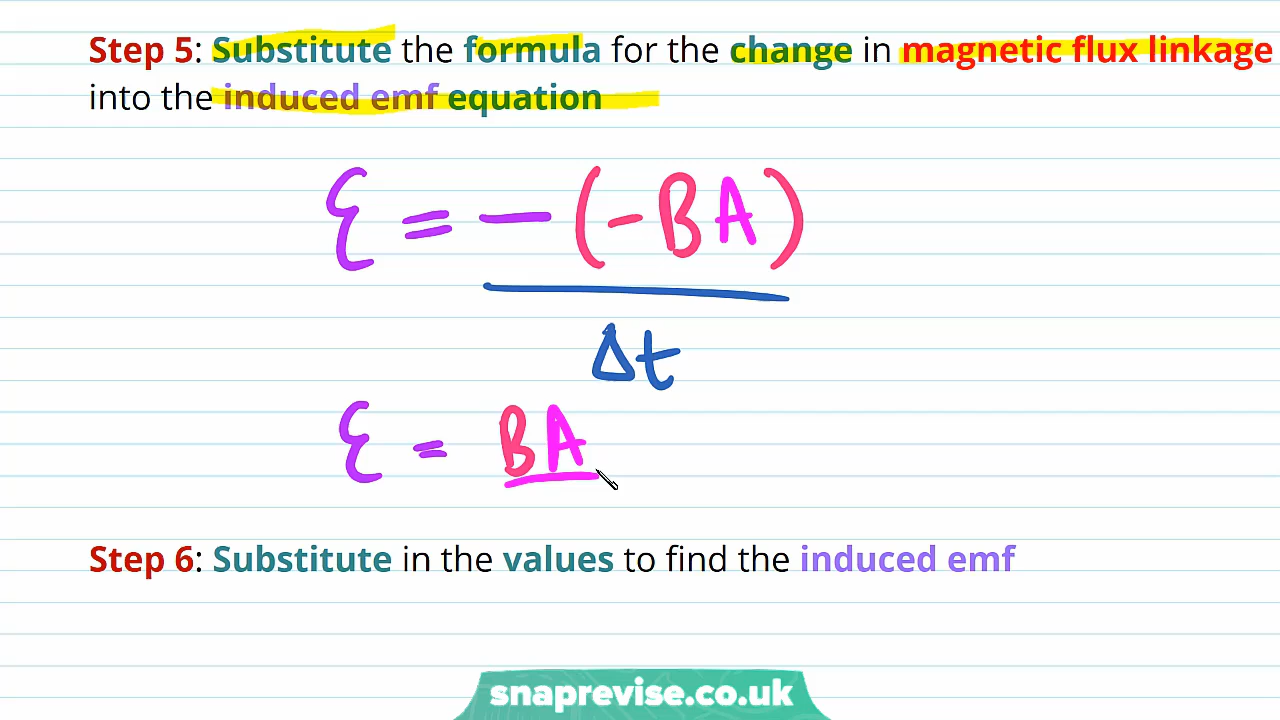 Step 5: Substitute the formula for the change in magnetic flux linkage
into the induced emf equation
ℰ = -(-BA)
Δt
ℰ = BA
Step 6: Substitute in the values to find the induced emf
snaprevise.co.uk